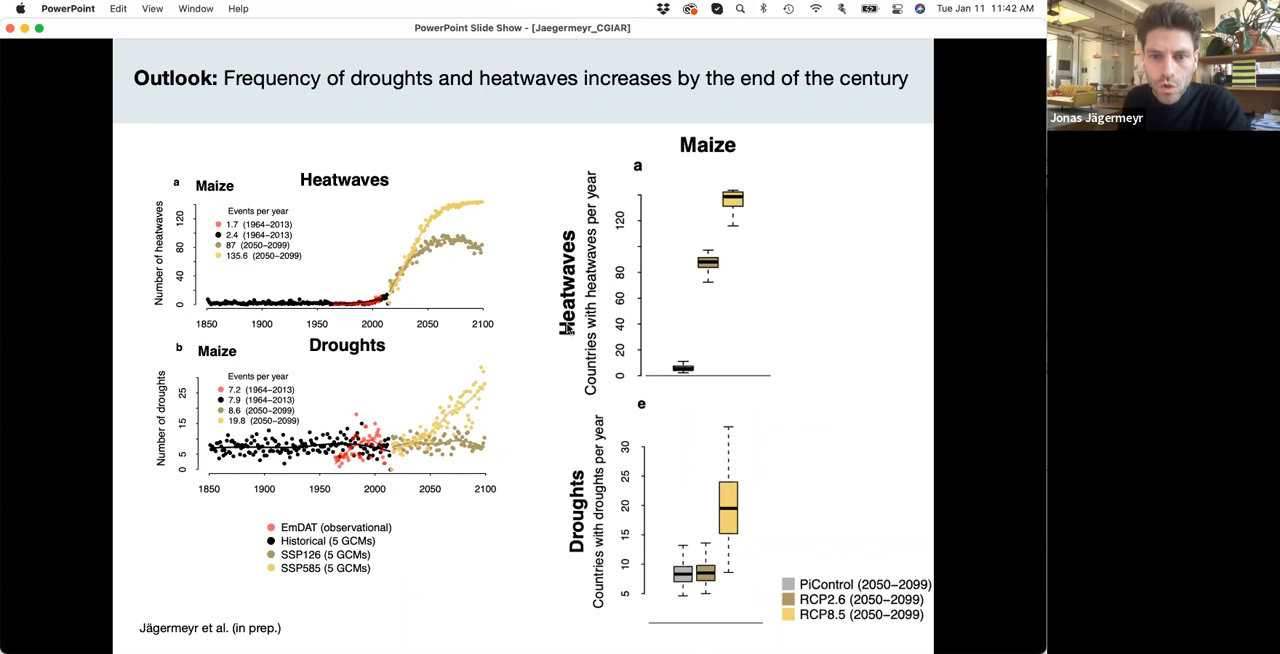 PowerPoint Edit View Window Help Tue Jan 11 11:42 AM
PowerPoint Slide Show - [Jaegermeyr_CGIAR]
Outlook: Frequency of droughts and heatwaves increases by the end of the century
Jonas Jägermeyr
a Maize Heatwaves
Number of heatwaves
Events per year
1.7 (1964–2013)
2.4 (1964–2013)
87 (2050–2099)
135.6 (2050–2099)
120
80
40
0
1850 1900 1950 2000 2050 2100
b Maize Droughts
Number of droughts
Events per year
7.2 (1964–2013)
7.9 (1964–2013)
8.6 (2050–2099)
19.8 (2050–2099)
25
15
5
0
1850 1900 1950 2000 2050 2100
EmDAT (observational)
Historical (5 GCMs)
SSP126 (5 GCMs)
SSP585 (5 GCMs)
Jägermeyr et al. (in prep.)
Maize
a
Heatwaves
Countries with heatwaves per year
120
80
60
40
20
0
e
Droughts
Countries with droughts per year
30
25
20
15
10
5
PiControl (2050–2099)
RCP2.6 (2050–2099)
RCP8.5 (2050–2099)